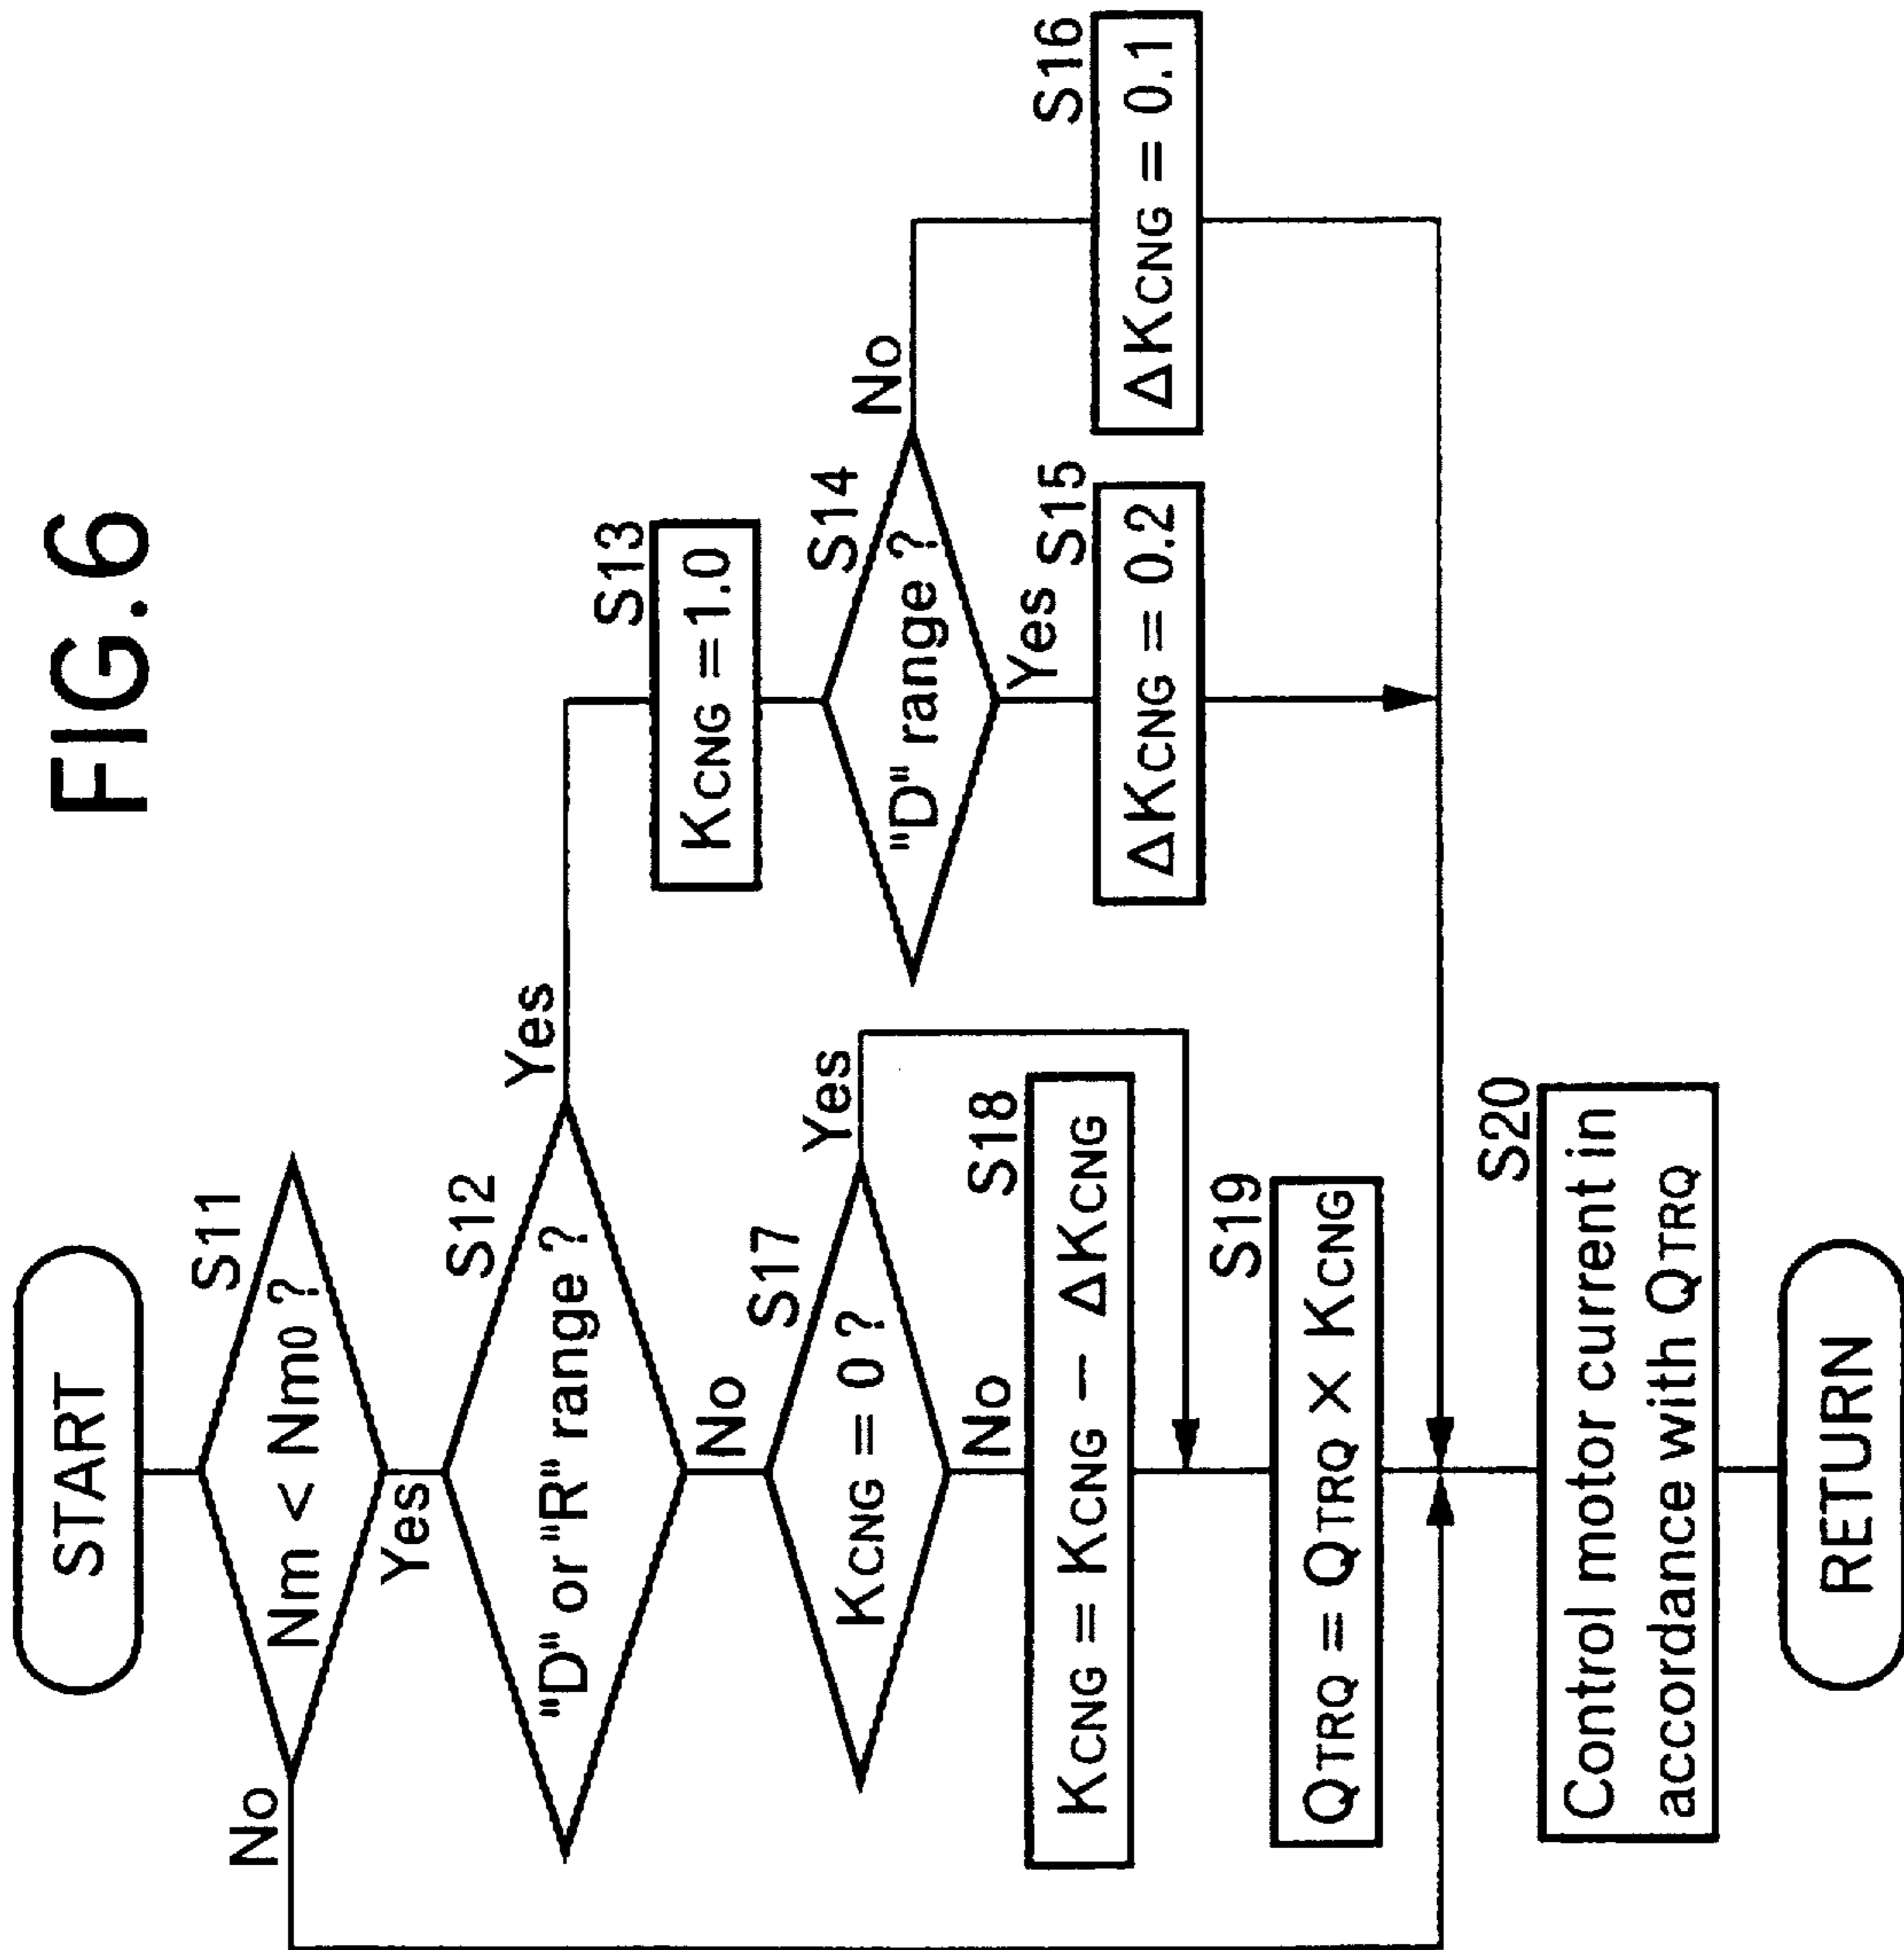 FIG.6
START
S11
Nm < Nm0 ?
No
Yes
S12
"D" or "R" range ?
Yes
No
S13
KCNG = 1.0
S14
"D" range ?
No
Yes
S15
ΔKCNG = 0.2
S16
ΔKCNG = 0.1
S17
KCNG = 0 ?
Yes
No
S18
KCNG = KCNG − ΔKCNG
S19
QTRQ = QTRQ X KCNG
S20
Control motor current in
accordance with QTRQ
RETURN